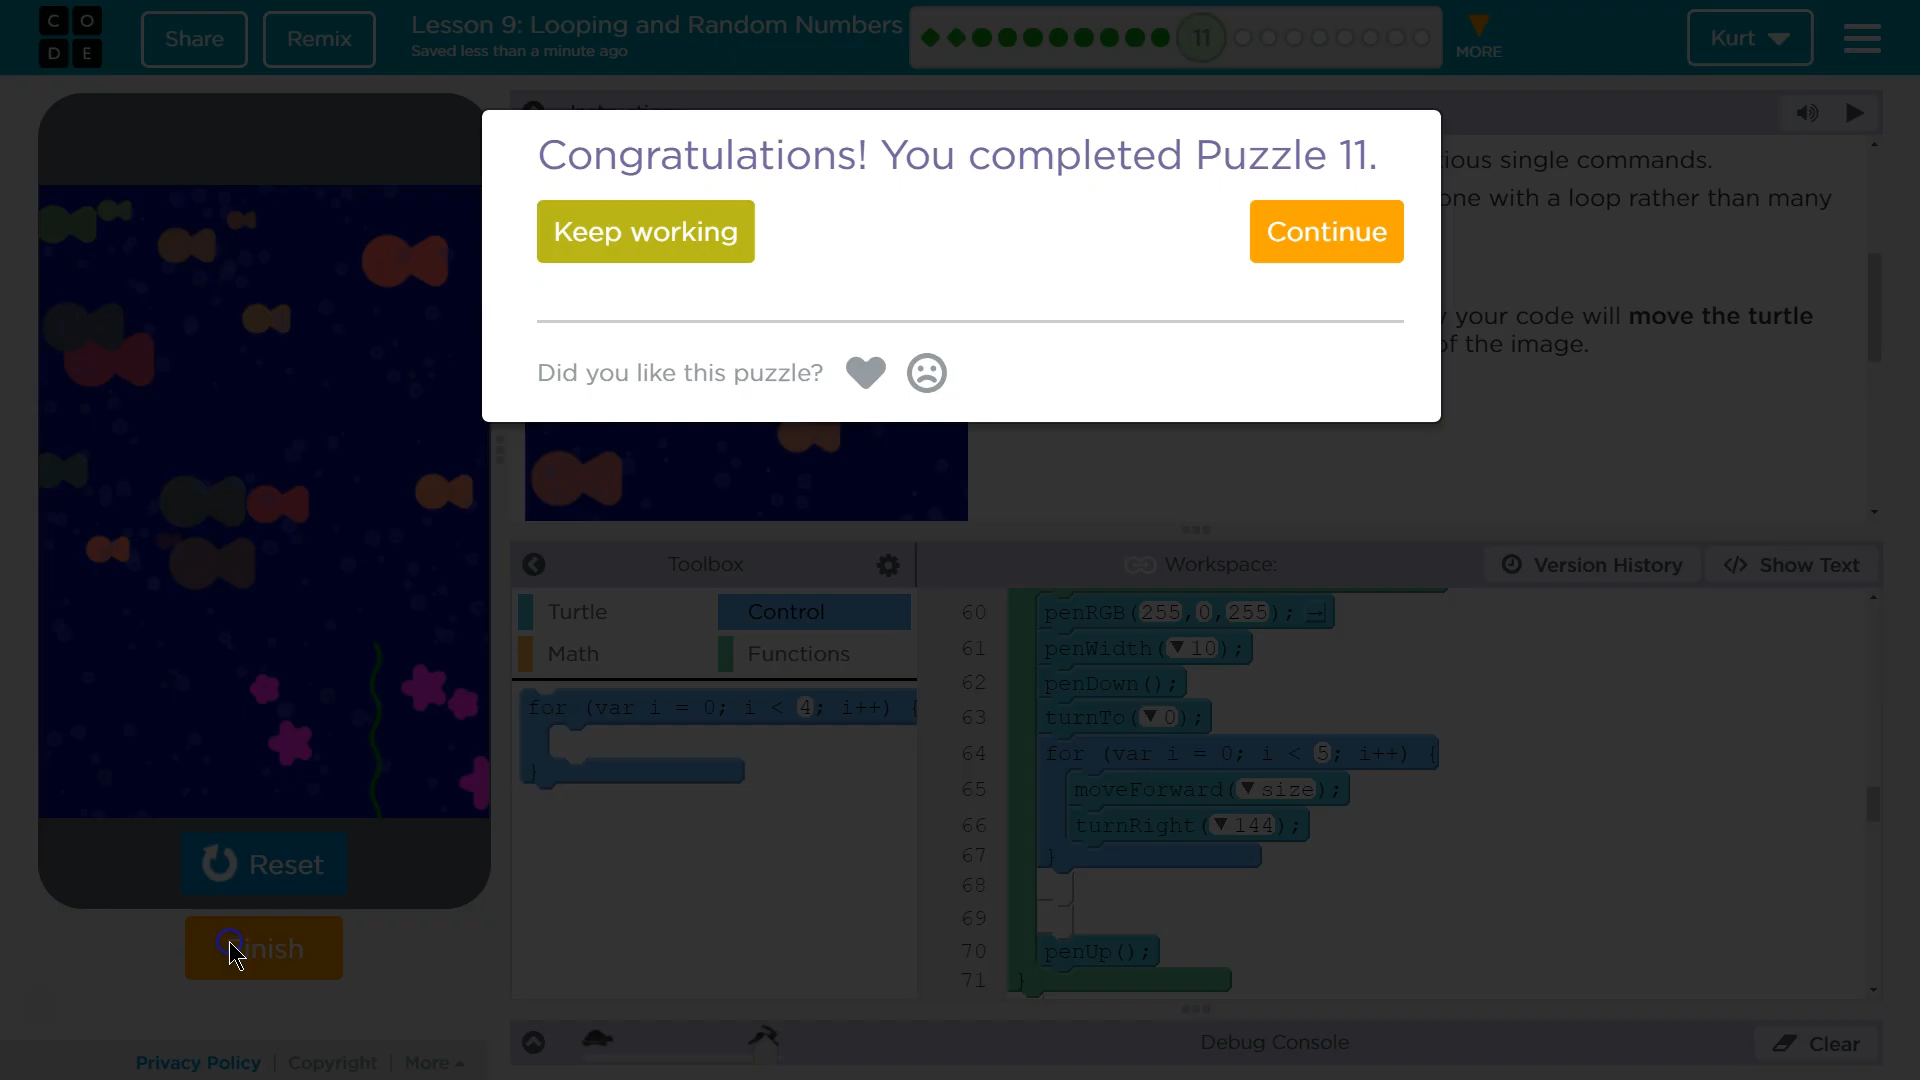 C O
D E
Share
Remix
Lesson 9: Looping and Random Numbers
Saved less than a minute ago
11
MORE
Kurt
Congratulations! You completed Puzzle 11.
Keep working
Continue
Did you like this puzzle?
single commands.
with a loop rather than many
your code will move the turtle
of the image.
Toolbox
Workspace:
Version History
</> Show Text
Turtle
Control
Math
Functions
for (var i = 0; i < 4; i++) {
}
60 penRGB(255,0,255);
61 penWidth(10);
62 penDown();
63 turnTo(0);
64 for (var i = 0; i < 5; i++) {
65 moveForward(size);
66 turnRight(144);
67 }
68
69
70 penUp();
71 }
Reset
Privacy Policy | Copyright | More
Debug Console
Clear